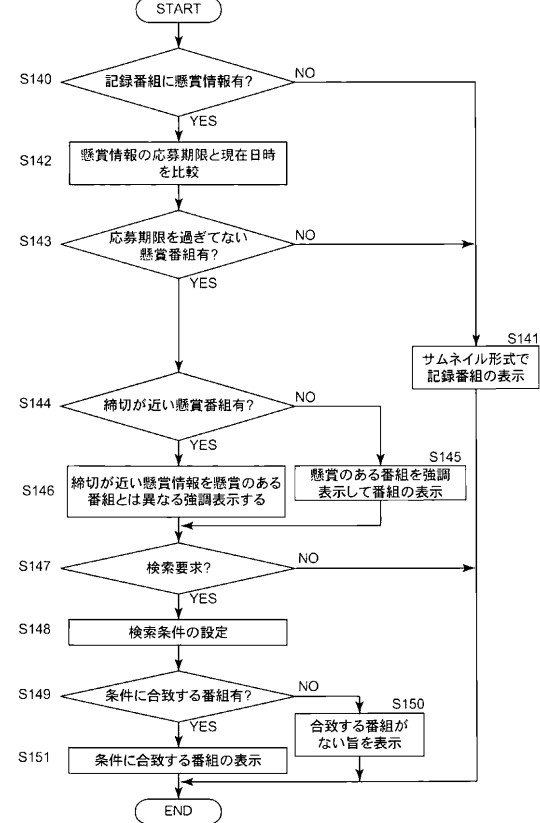 START
S140
記録番組に懸賞情報有?
NO
YES
S142
懸賞情報の応募期限と現在日時
を比較
S143
応募期限を過ぎてない
懸賞番組有?
NO
YES
S141
サムネイル形式で
記録番組の表示
S144
締切が近い懸賞番組有?
NO
YES
S145
懸賞のある番組を強調
表示して番組の表示
S146
締切が近い懸賞情報を懸賞のある
番組とは異なる強調表示する
S147
検索要求?
NO
YES
S148
検索条件の設定
S149
条件に合致する番組有?
NO
YES
S150
合致する番組が
ない旨を表示
S151
条件に合致する番組の表示
END